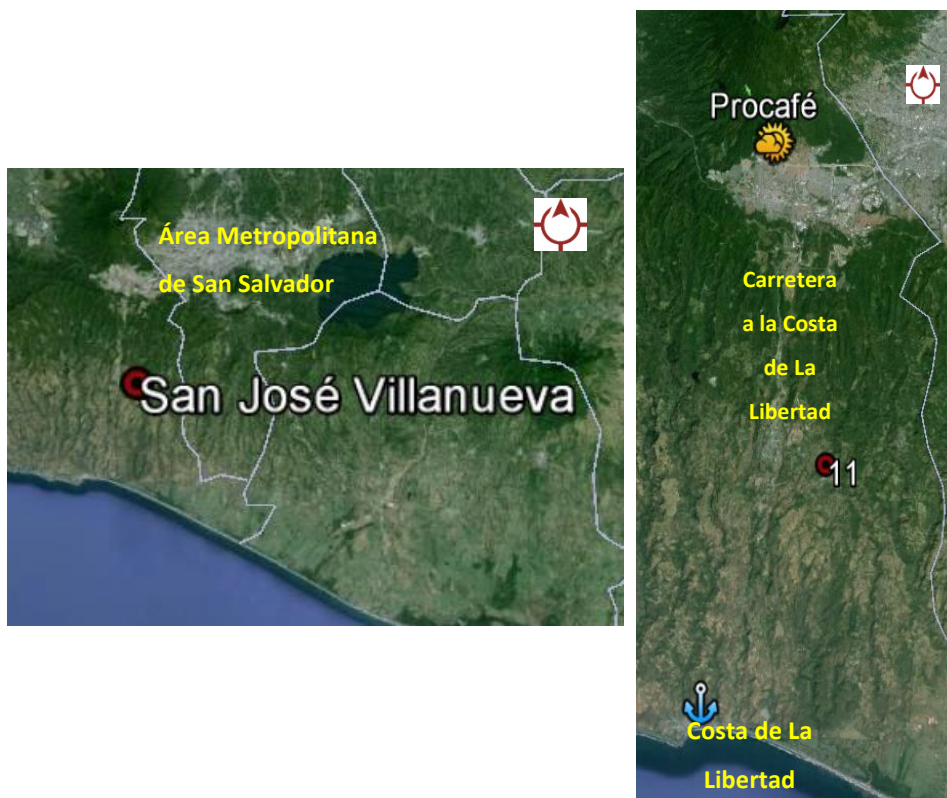 Área Metropolitana
de San Salvador
San José Villanueva
Procafé
Carretera
a la Costa
de La
Libertad
11
Costa de La
Libertad